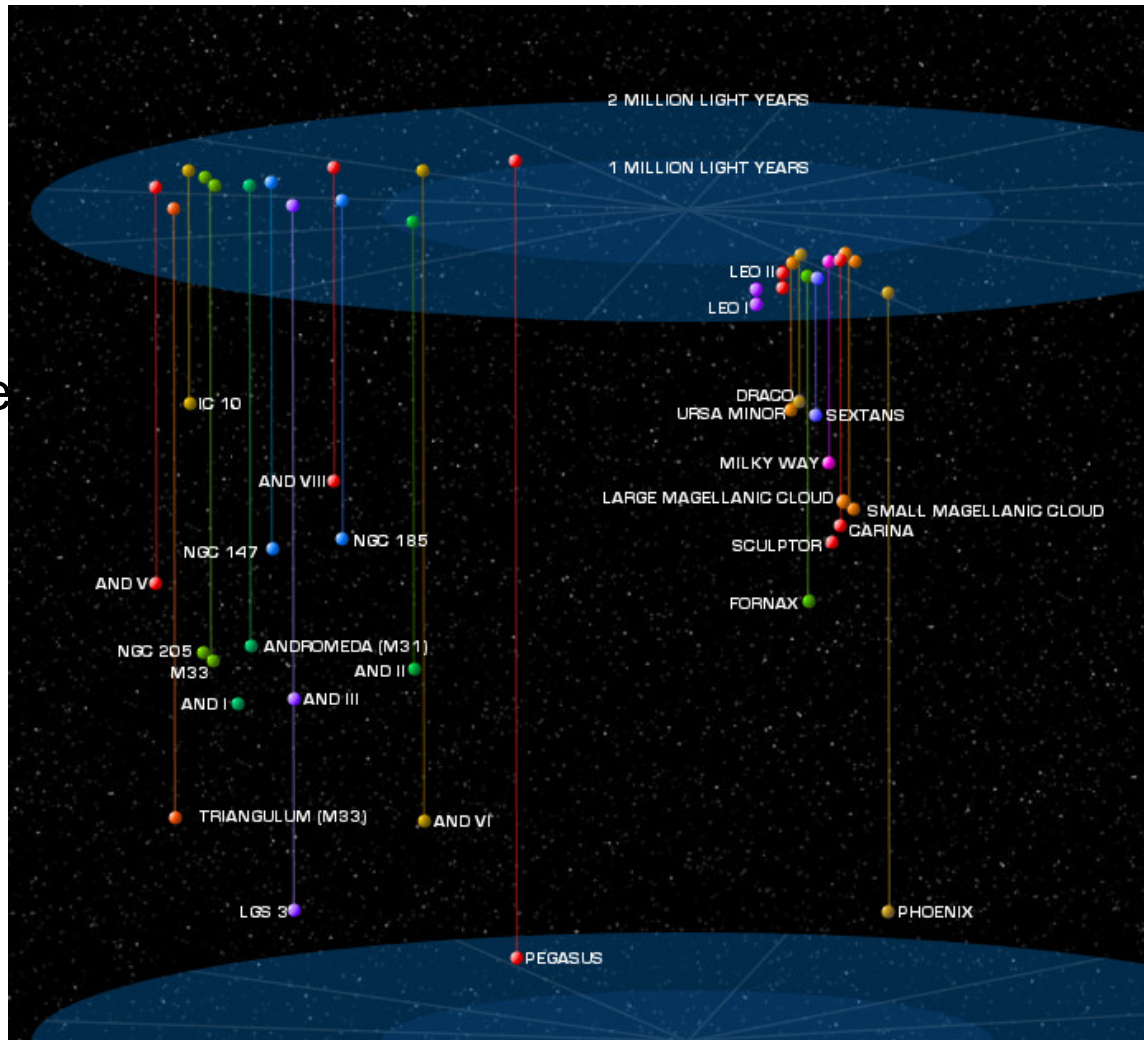 2 MILLION LIGHT YEARS
1 MILLION LIGHT YEARS
LEO II
LEO I
e
IC 10
DRACO
URSA MINOR
SEXTANS
MILKY WAY
AND VIII
LARGE MAGELLANIC CLOUD
SMALL MAGELLANIC CLOUD
CARINA
NGC 185
SCULPTOR
NGC 147
AND V
FORNAX
NGC 205
ANDROMEDA (M31)
M33
AND II
AND I
AND III
TRIANGULUM (M33)
AND VI
LGS 3
PHOENIX
PEGASUS